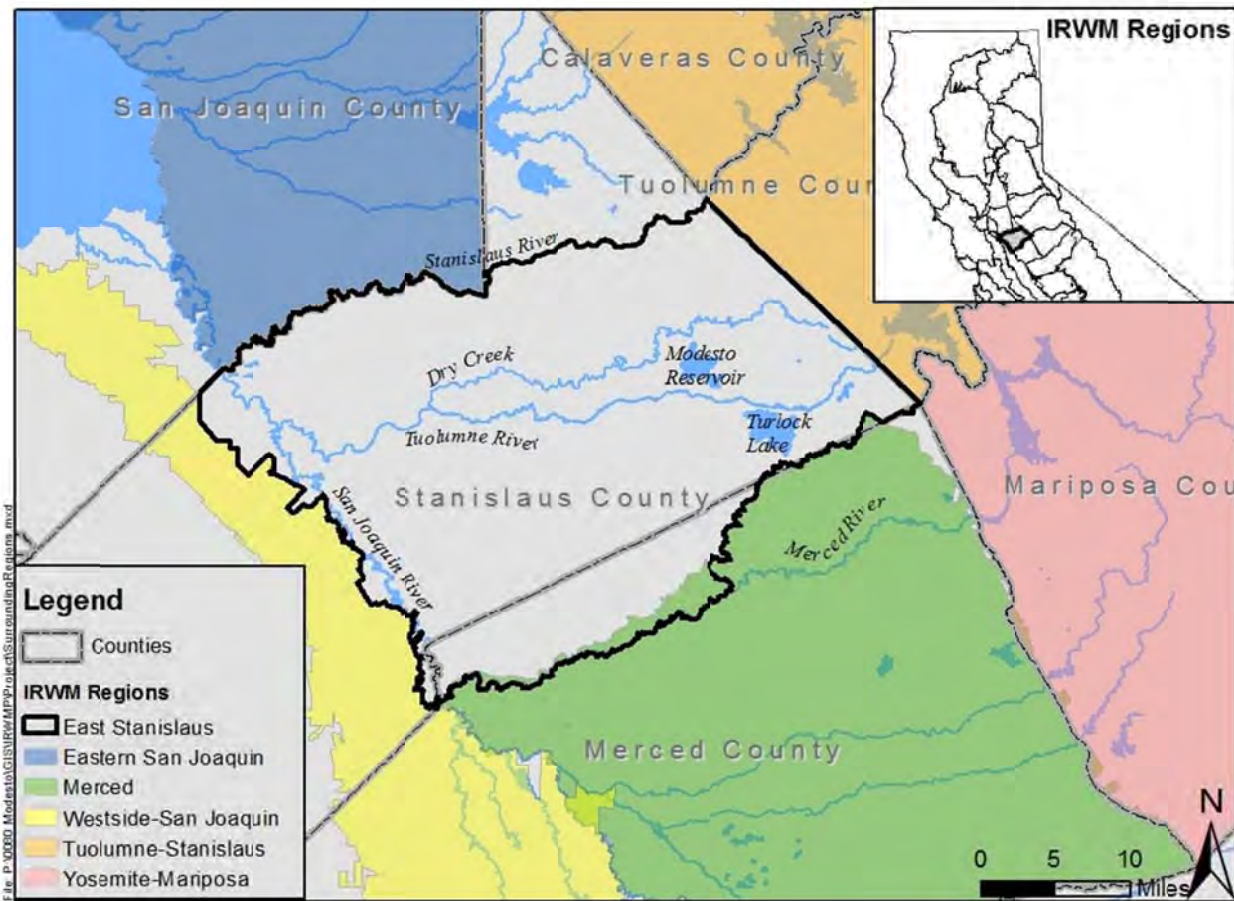 IRWM Regions
Calaveras County
San Joaquin County
Tuolumne Coun
Stanislaus River
Dry Creek
Modesto
Reservoir
Tuolumne River
Turlock
Lake
Stanislaus County
Mariposa Cou
San Joaquin River
Merced River
Merced County
Legend
Counties
IRWM Regions
East Stanislaus
Eastern San Joaquin
Merced
Westside-San Joaquin
Tuolumne-Stanislaus
Yosemite-Mariposa
N
0 5 10
Miles